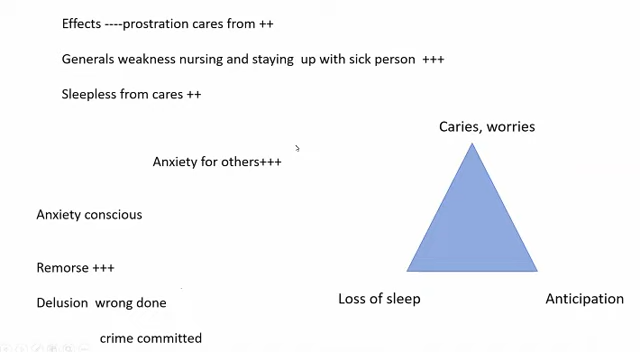 Effects ----prostration cares from ++
Generals weakness nursing and staying up with sick person +++
Sleepless from cares ++
Caries, worries
Anxiety for others+++
Anxiety conscious
Remorse +++
Delusion wrong done
Loss of sleep
Anticipation
crime committed